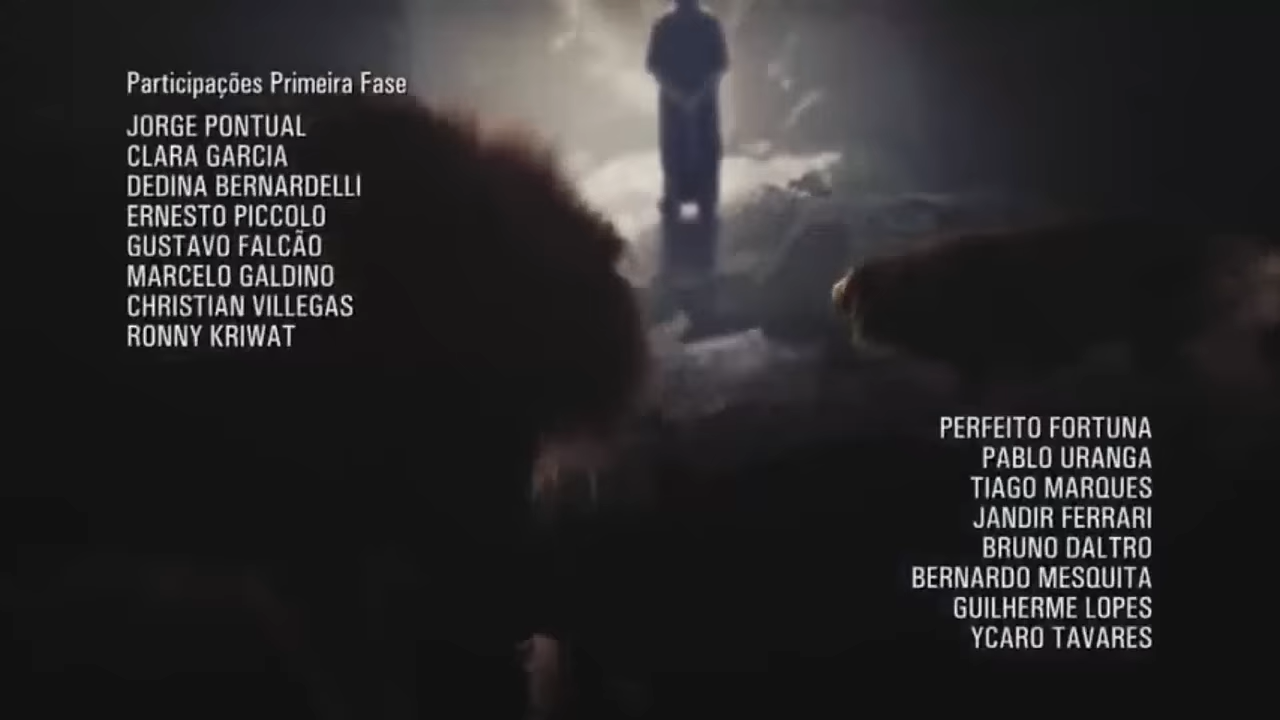 Participações Primeira Fase
JORGE PONTUAL
CLARA GARCIA
DEDINA BERNARDELLI
ERNESTO PICCOLO
GUSTAVO FALCÃO
MARCELO GALDINO
CHRISTIAN VILLEGAS
RONNY KRIWAT
PERFEITO FORTUNA
PABLO URANGA
TIAGO MARQUES
JANDIR FERRARI
BRUNO DALTRO
BERNARDO MESQUITA
GUILHERME LOPES
YCARO TAVARES